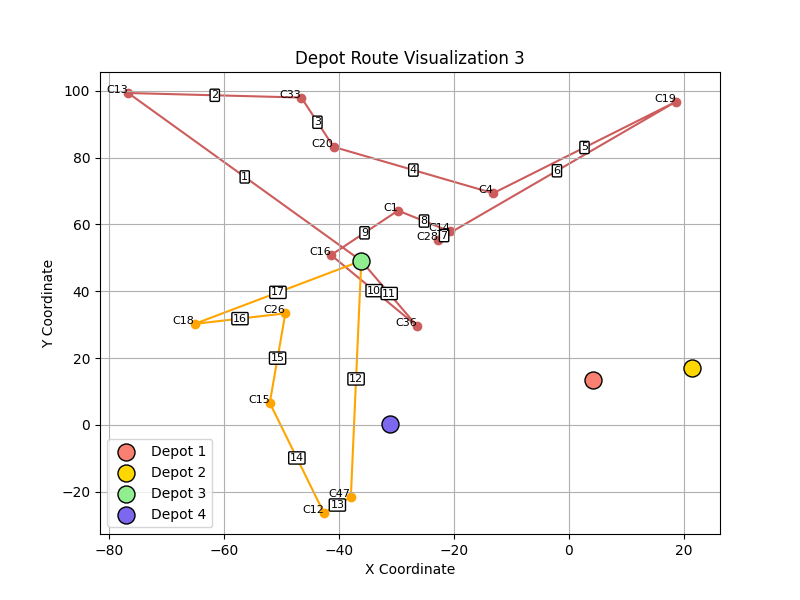 Depot Route Visualization 3
C13
2
C33
C19
3
C20
5
4
6
1
C4
C1
8
C14
9
C28
7
C16
17
10
11
C26
C18
16
C36
15
12
C15
14
C47
13
C12
100
80
60
40
20
0
−20
Y Coordinate
−80
−60
−40
−20
0
20
X Coordinate
Depot 1
Depot 2
Depot 3
Depot 4